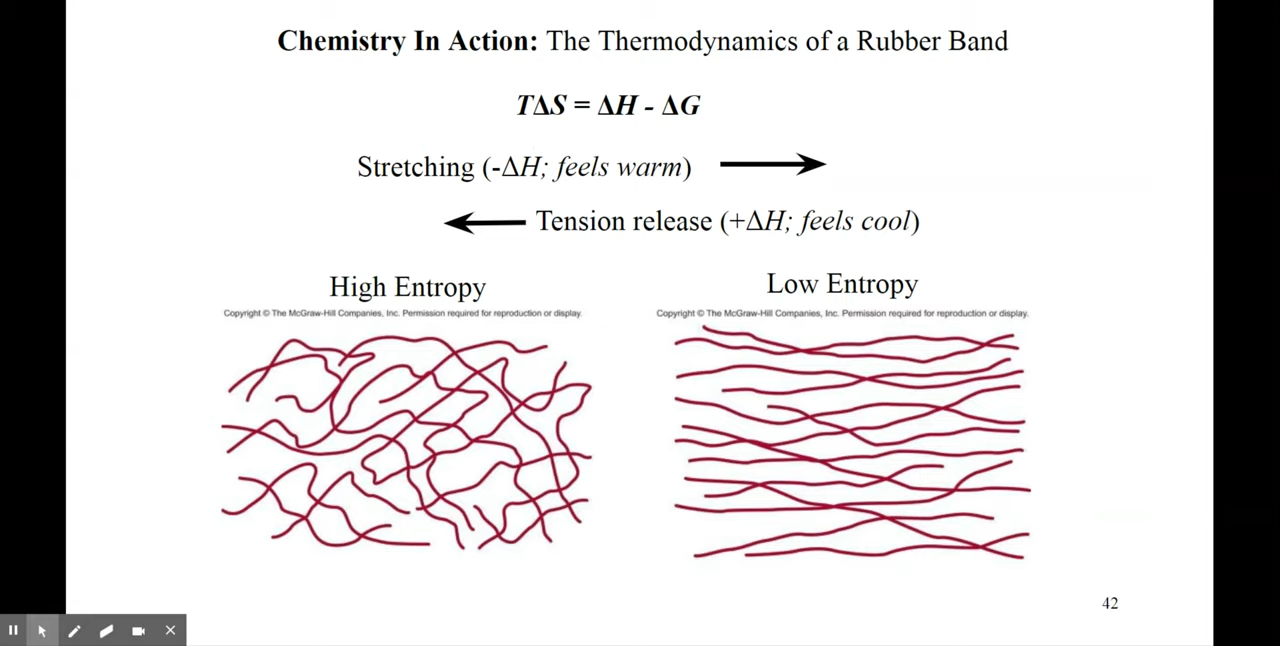 Chemistry In Action: The Thermodynamics of a Rubber Band
TΔS = ΔH - ΔG
Stretching (-ΔH; feels warm)
Tension release (+ΔH; feels cool)
High Entropy
Low Entropy
Copyright © The McGraw-Hill Companies, Inc. Permission required for reproduction or display.
Copyright © The McGraw-Hill Companies, Inc. Permission required for reproduction or display.
42